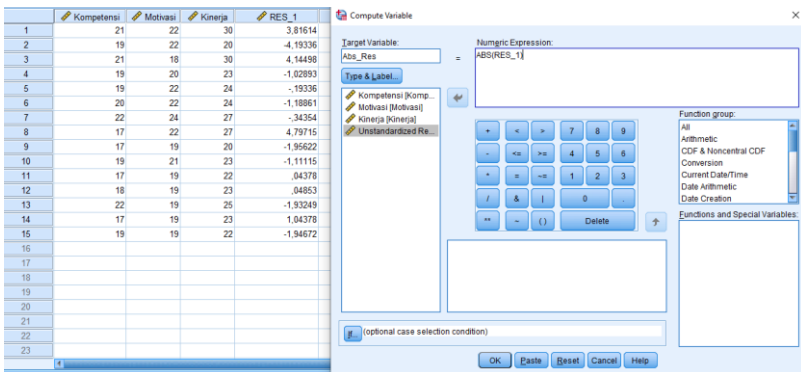 Kompetensi Motivasi Kinerja RES_1
1 21 22 30 3,81614
2 19 22 20 -4,19336
3 21 18 30 4,14498
4 19 20 23 -1,02893
5 19 22 24 -,19336
6 20 22 24 -1,18861
7 22 24 27 -,34354
8 17 22 27 4,79715
9 17 19 20 -1,95622
10 19 21 23 -1,11115
11 17 19 22 ,04378
12 18 19 23 ,04853
13 22 19 25 -1,93249
14 17 19 23 1,04378
15 19 19 22 -1,94672
16
17
18
19
20
21
22
23
Compute Variable
Target Variable:
Abs_Res
Type & Label...
=
Numeric Expression:
ABS(RES_1)
Kompetensi [Komp...
Motivasi [Motivasi]
Kinerja [Kinerja]
Unstandardized Re...
+ < > 7 8 9
- <= >= 4 5 6
* = ~= 1 2 3
/ & | 0 .
** ~ ( ) Delete
Function group:
All
Arithmetic
CDF & Noncentral CDF
Conversion
Current Date/Time
Date Arithmetic
Date Creation
Functions and Special Variables:
If... (optional case selection condition)
OK Paste Reset Cancel Help